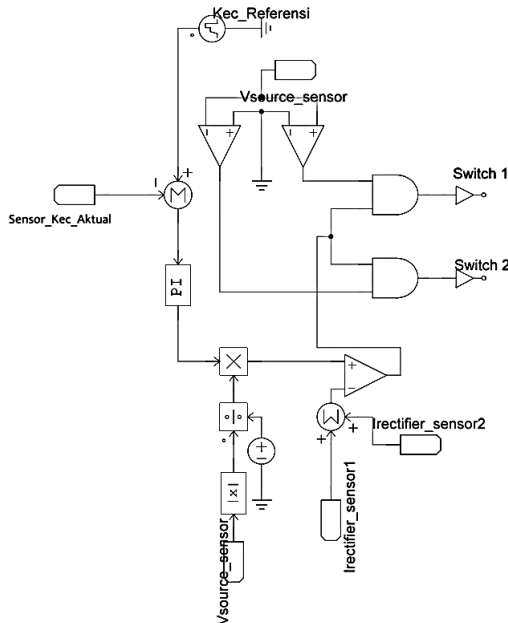 Kec_Referensi
Vsource_sensor
Switch 1
Sensor_Kec_Aktual
Switch 2
PI
Irectifier_sensor2
|x|
Irectifier_sensor1
Vsource_sensor